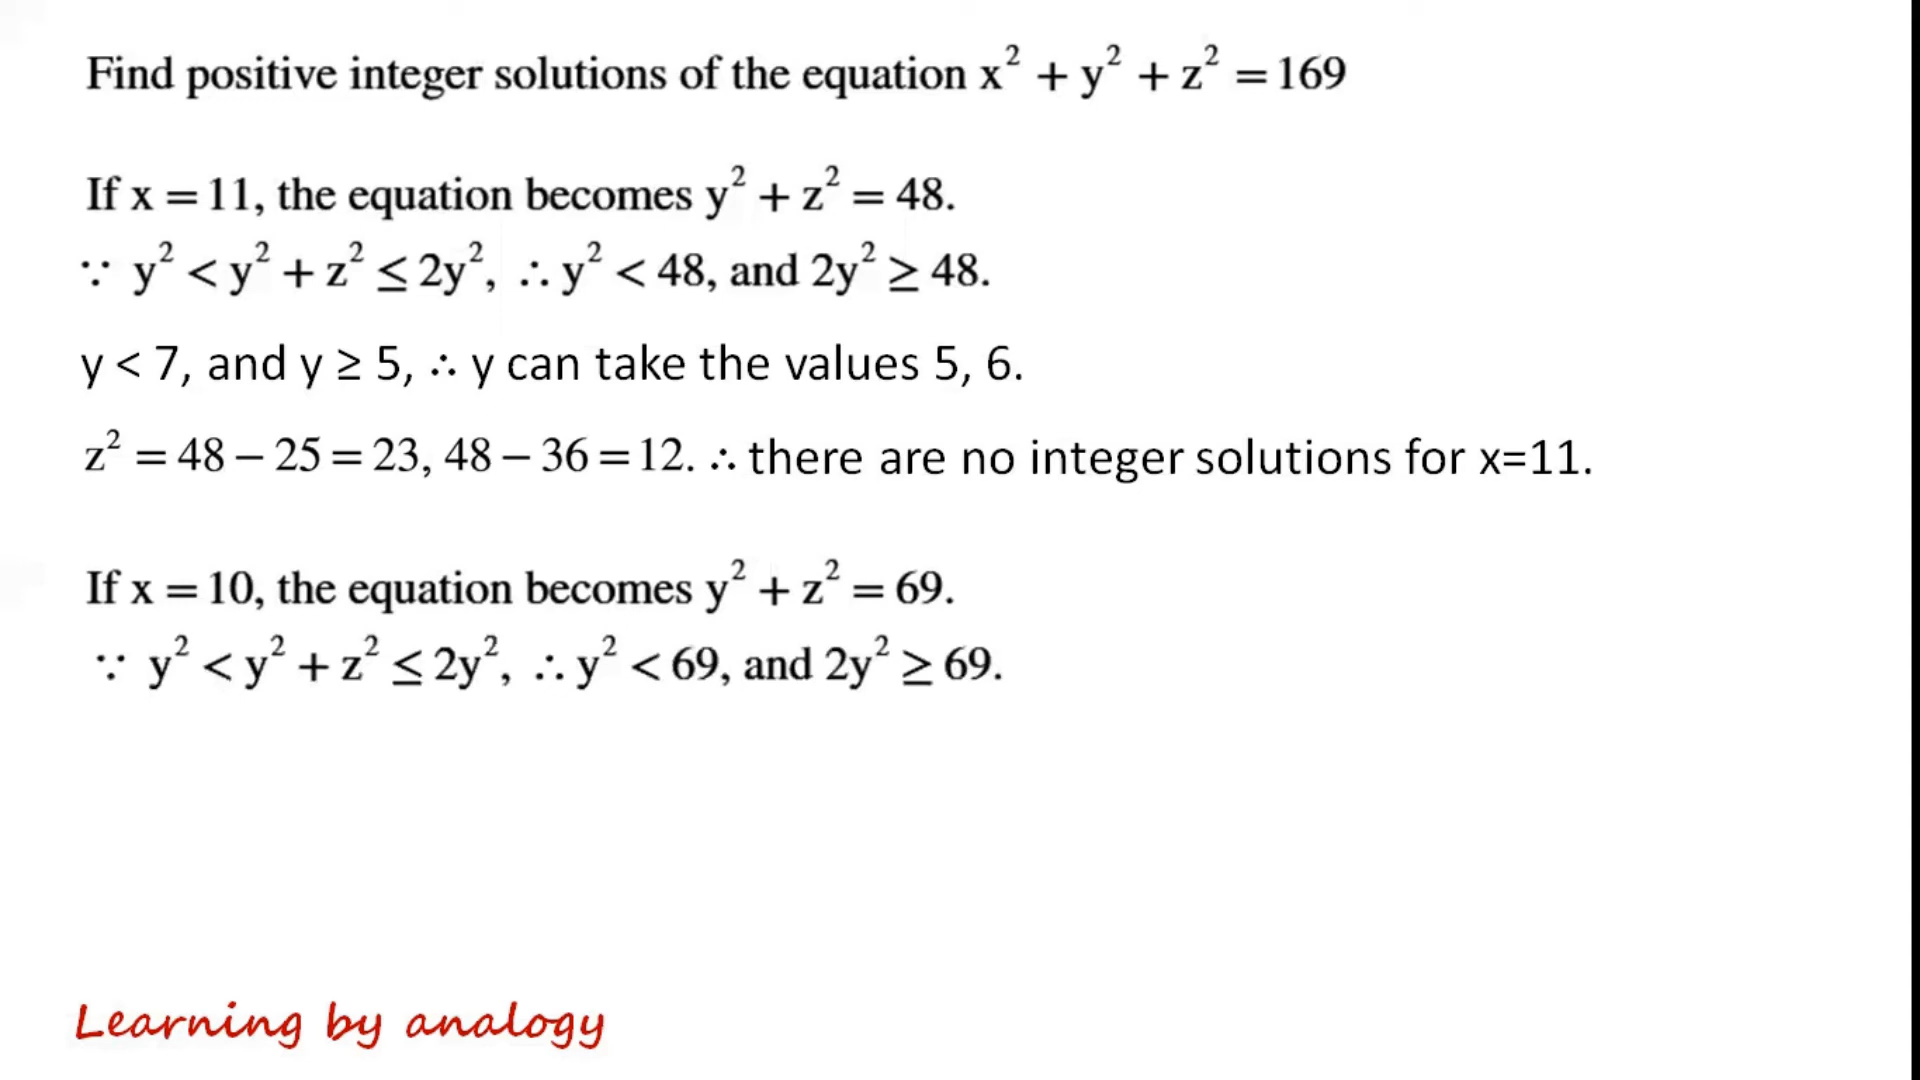 Find positive integer solutions of the equation x² + y² + z² = 169
If x = 11, the equation becomes y² + z² = 48.
∵ y² < y² + z² ≤ 2y², ∴ y² < 48, and 2y² ≥ 48.
y < 7, and y ≥ 5, ∴ y can take the values 5, 6.
z² = 48 – 25 = 23, 48 – 36 = 12. ∴ there are no integer solutions for x=11.
If x = 10, the equation becomes y² + z² = 69.
∵ y² < y² + z² ≤ 2y², ∴ y² < 69, and 2y² ≥ 69.
Learning by analogy